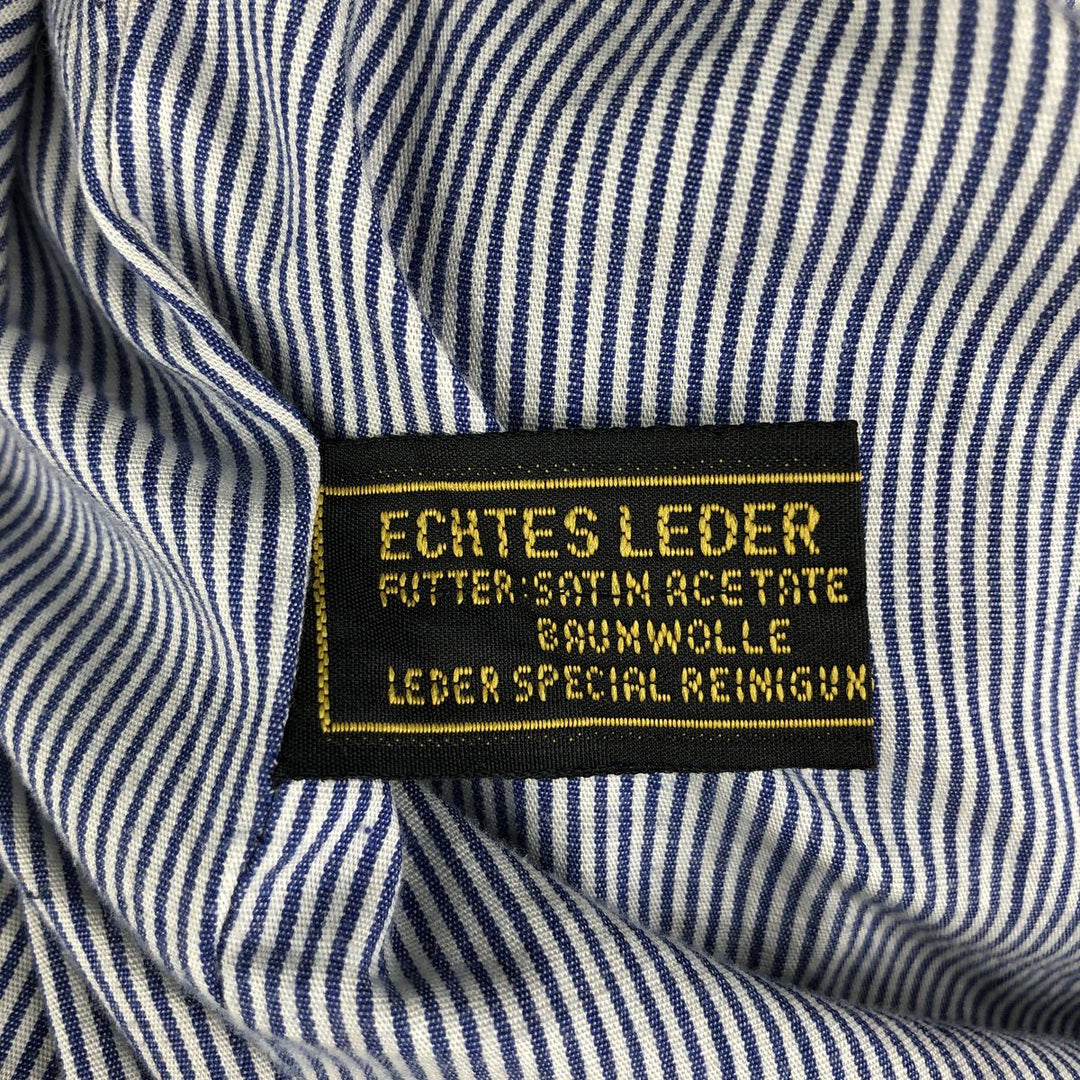 ECHTES LEDER
FUTTER: SATIN ACETATE
BAUMWOLLE
LEDER SPECIAL REINIGUN